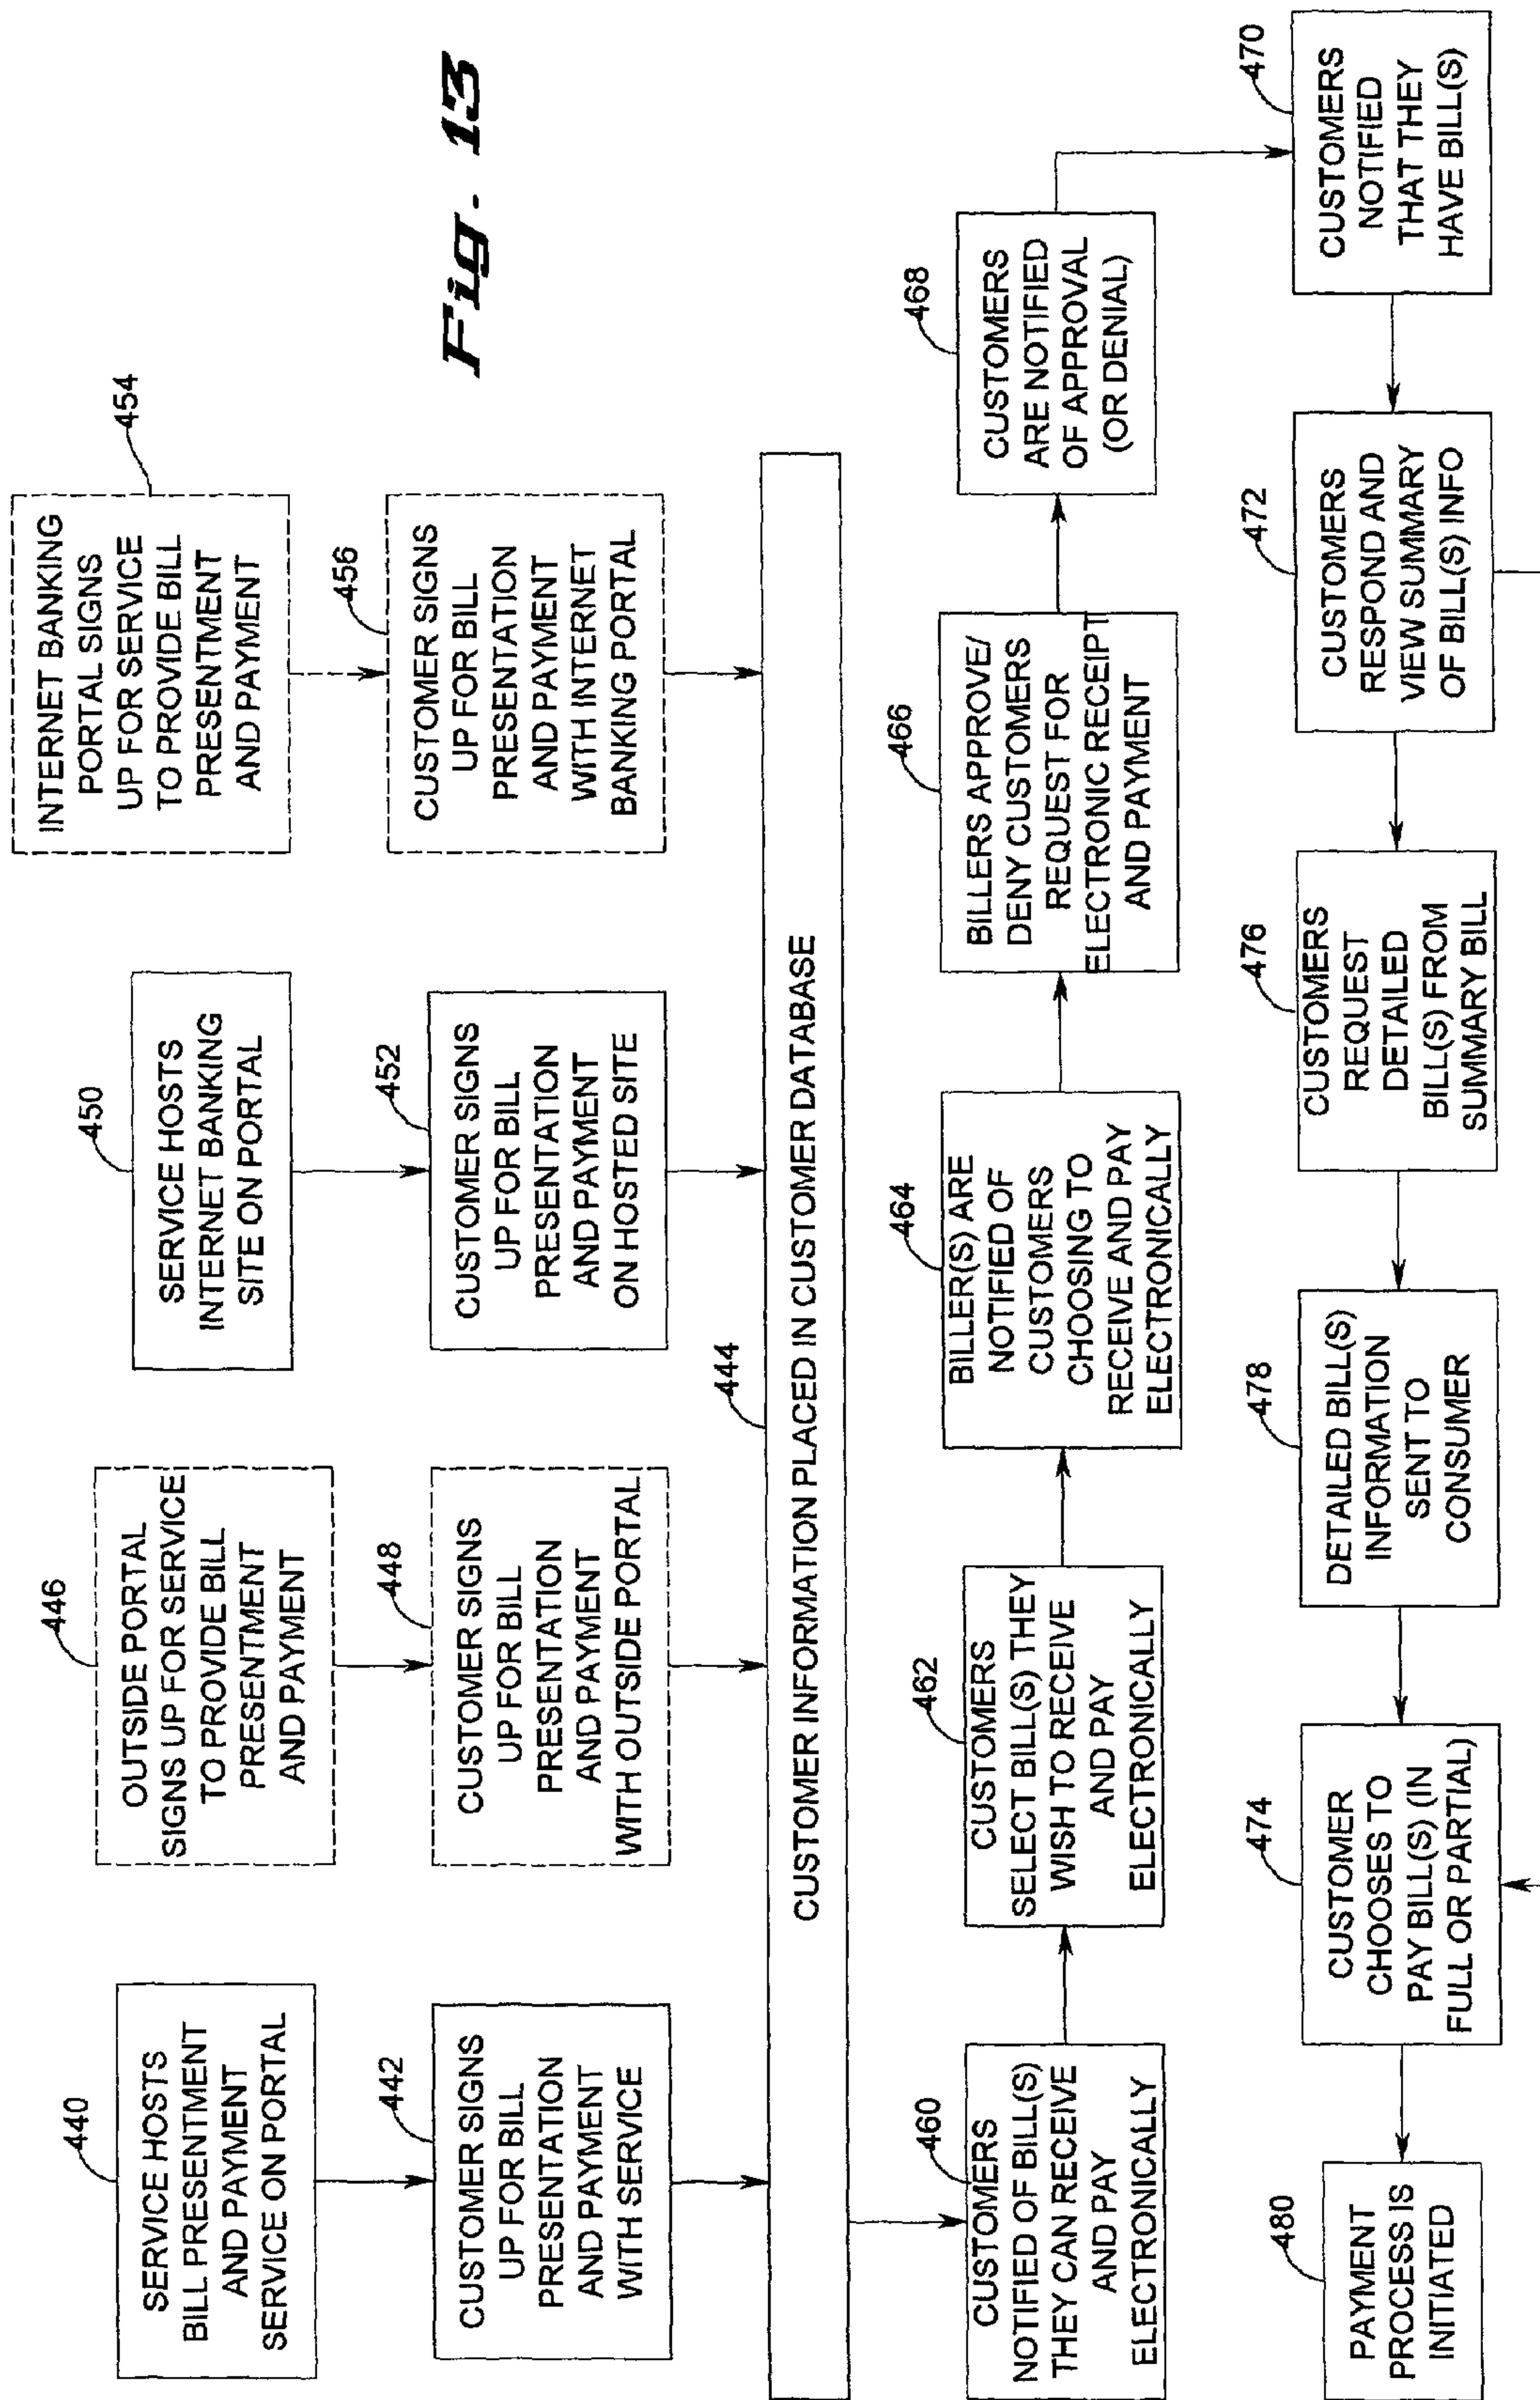 Fig. 13
440
SERVICE HOSTS
BILL PRESENTMENT
AND PAYMENT
SERVICE ON PORTAL
442
CUSTOMER SIGNS
UP FOR BILL
PRESENTATION
AND PAYMENT
WITH SERVICE
446
OUTSIDE PORTAL
SIGNS UP FOR SERVICE
TO PROVIDE BILL
PRESENTMENT
AND PAYMENT
448
CUSTOMER SIGNS
UP FOR BILL
PRESENTATION
AND PAYMENT
WITH OUTSIDE PORTAL
450
SERVICE HOSTS
INTERNET BANKING
SITE ON PORTAL
452
CUSTOMER SIGNS
UP FOR BILL
PRESENTATION
AND PAYMENT
ON HOSTED SITE
454
INTERNET BANKING
PORTAL SIGNS
UP FOR SERVICE
TO PROVIDE BILL
PRESENTMENT
AND PAYMENT
456
CUSTOMER SIGNS
UP FOR BILL
PRESENTATION
AND PAYMENT
WITH INTERNET
BANKING PORTAL
444
CUSTOMER INFORMATION PLACED IN CUSTOMER DATABASE
460
CUSTOMERS
NOTIFIED OF BILL(S)
THEY CAN RECEIVE
AND PAY
ELECTRONICALLY
462
CUSTOMERS
SELECT BILL(S) THEY
WISH TO RECEIVE
AND PAY
ELECTRONICALLY
464
BILLER(S) ARE
NOTIFIED OF
CUSTOMERS
CHOOSING TO
RECEIVE AND PAY
ELECTRONICALLY
466
BILLERS APPROVE/
DENY CUSTOMERS
REQUEST FOR
ELECTRONIC RECEIPT
AND PAYMENT
468
CUSTOMERS
ARE NOTIFIED
OF APPROVAL
(OR DENIAL)
470
CUSTOMERS
NOTIFIED
THAT THEY
HAVE BILL(S)
472
CUSTOMERS
RESPOND AND
VIEW SUMMARY
OF BILL(S) INFO
476
CUSTOMERS
REQUEST
DETAILED
BILL(S) FROM
SUMMARY BILL
478
DETAILED BILL(S)
INFORMATION
SENT TO
CONSUMER
474
CUSTOMER
CHOOSES TO
PAY BILL(S) (IN
FULL OR PARTIAL)
480
PAYMENT
PROCESS IS
INITIATED